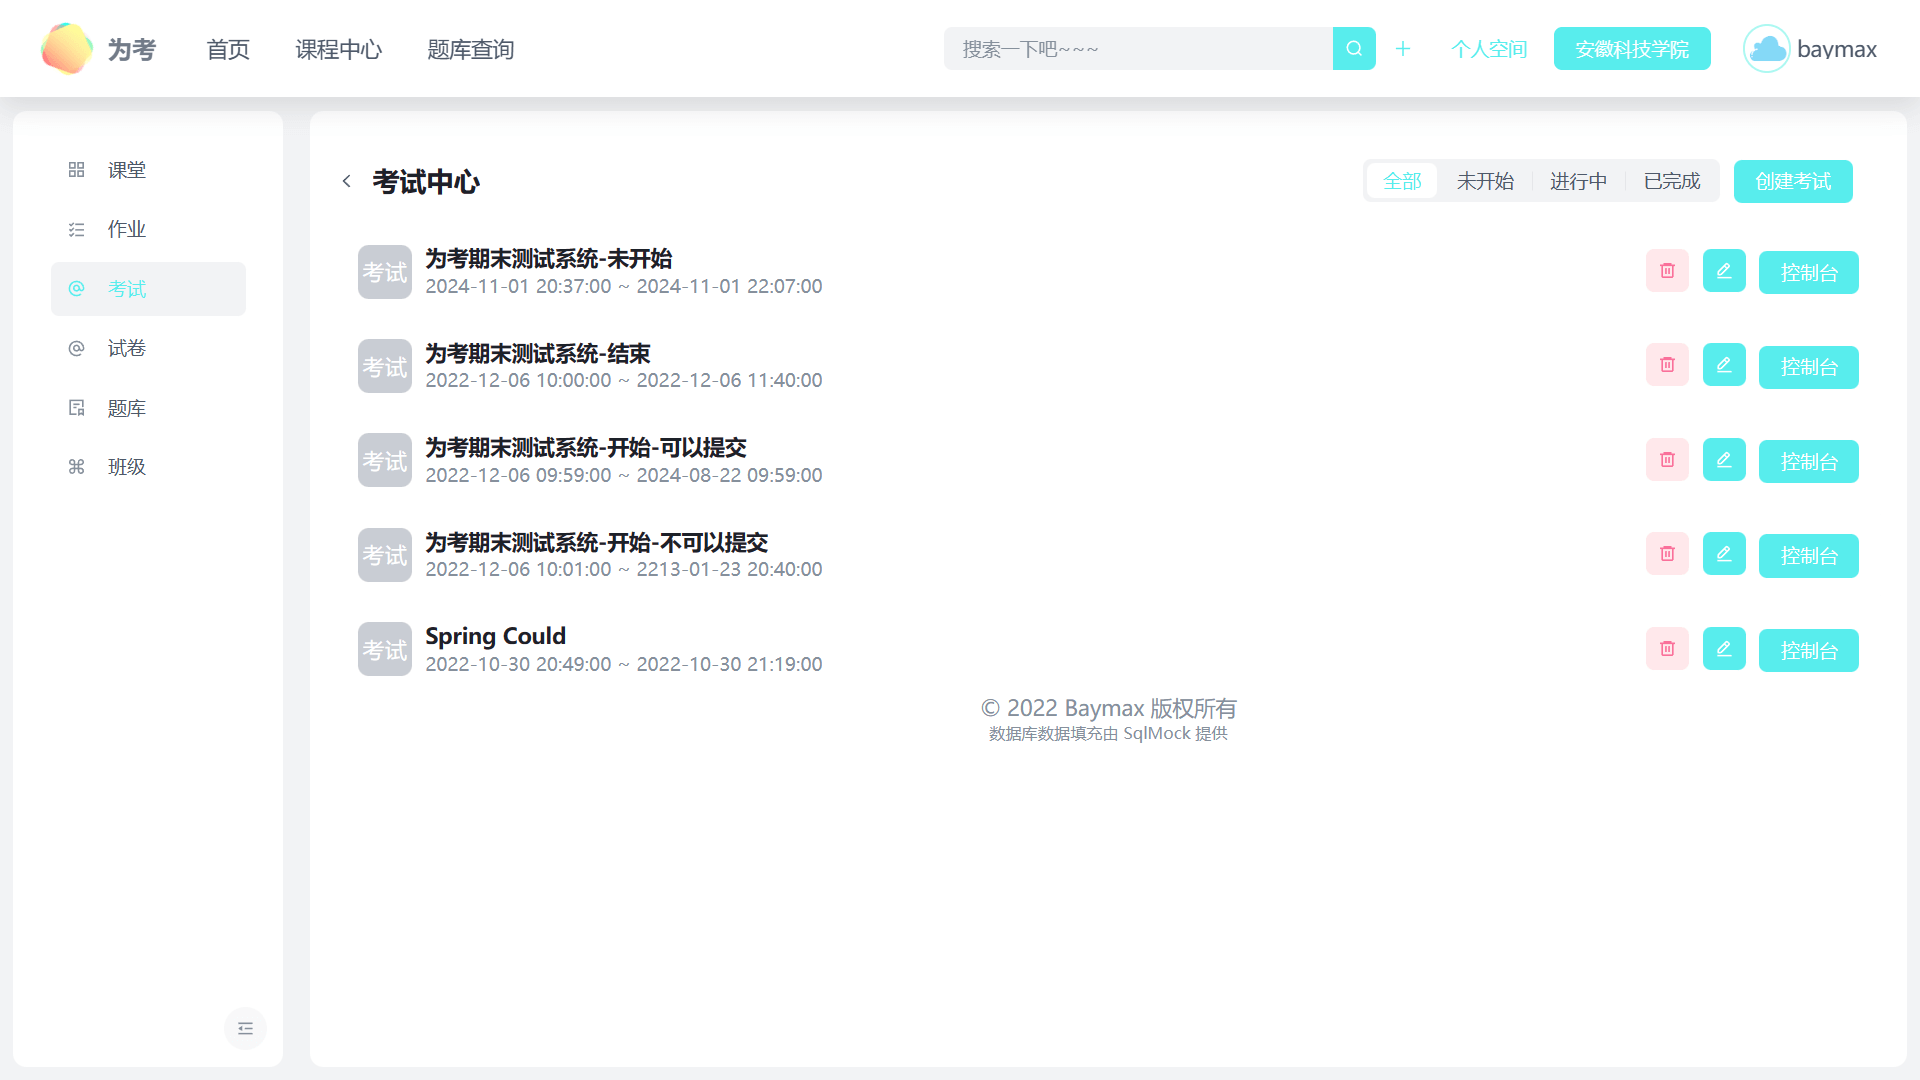 为考
首页
课程中心
题库查询
搜索一下吧~~~
个人空间
安徽科技学院
baymax
课堂
作业
考试
试卷
题库
班级
考试中心
全部
未开始
进行中
已完成
创建考试
考试
为考期末测试系统-未开始
2024-11-01 20:37:00 ~ 2024-11-01 22:07:00
控制台
考试
为考期末测试系统-结束
2022-12-06 10:00:00 ~ 2022-12-06 11:40:00
控制台
考试
为考期末测试系统-开始-可以提交
2022-12-06 09:59:00 ~ 2024-08-22 09:59:00
控制台
考试
为考期末测试系统-开始-不可以提交
2022-12-06 10:01:00 ~ 2213-01-23 20:40:00
控制台
考试
Spring Could
2022-10-30 20:49:00 ~ 2022-10-30 21:19:00
控制台
© 2022 Baymax 版权所有
数据库数据填充由 SqlMock 提供